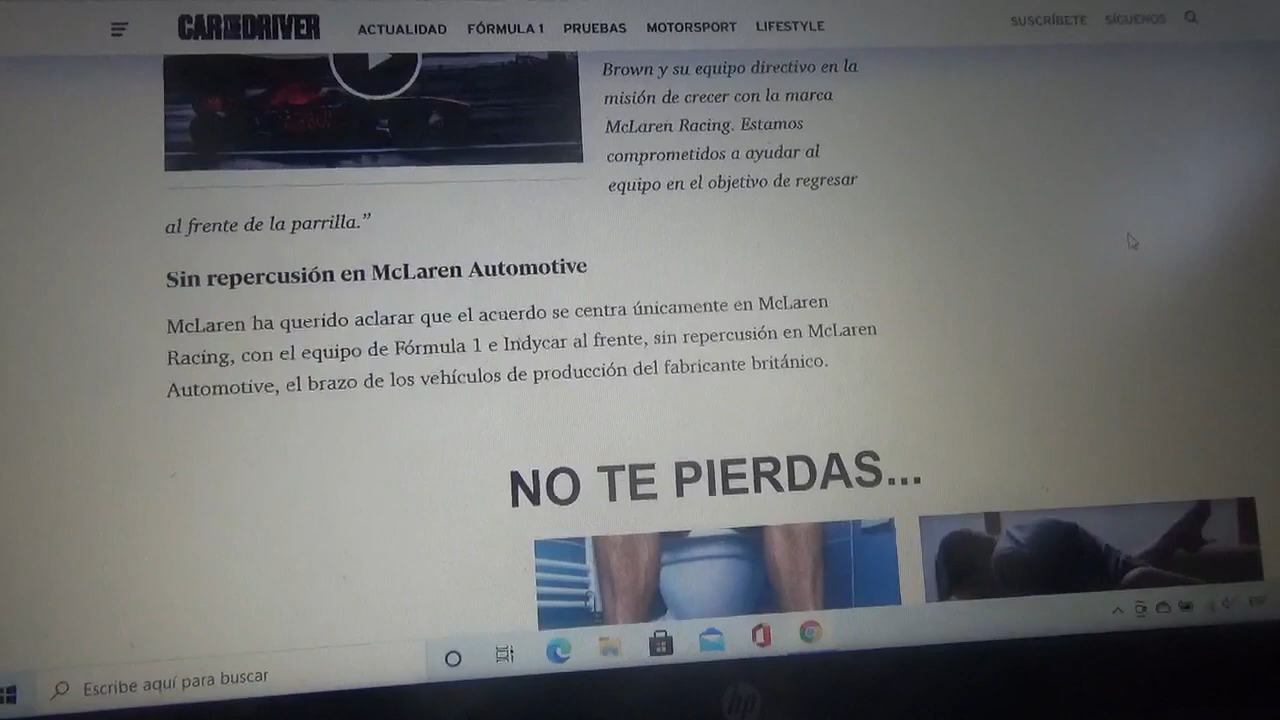 CAR AND DRIVER
ACTUALIDAD FÓRMULA 1 PRUEBAS MOTORSPORT LIFESTYLE
SUSCRÍBETE SÍGUENOS
Brown y su equipo directivo en la
misión de crecer con la marca
McLaren Racing. Estamos
comprometidos a ayudar al
equipo en el objetivo de regresar
al frente de la parrilla.”
Sin repercusión en McLaren Automotive
McLaren ha querido aclarar que el acuerdo se centra únicamente en McLaren
Racing, con el equipo de Fórmula 1 e Indycar al frente, sin repercusión en McLaren
Automotive, el brazo de los vehículos de producción del fabricante británico.
NO TE PIERDAS...
Escribe aquí para buscar
hp